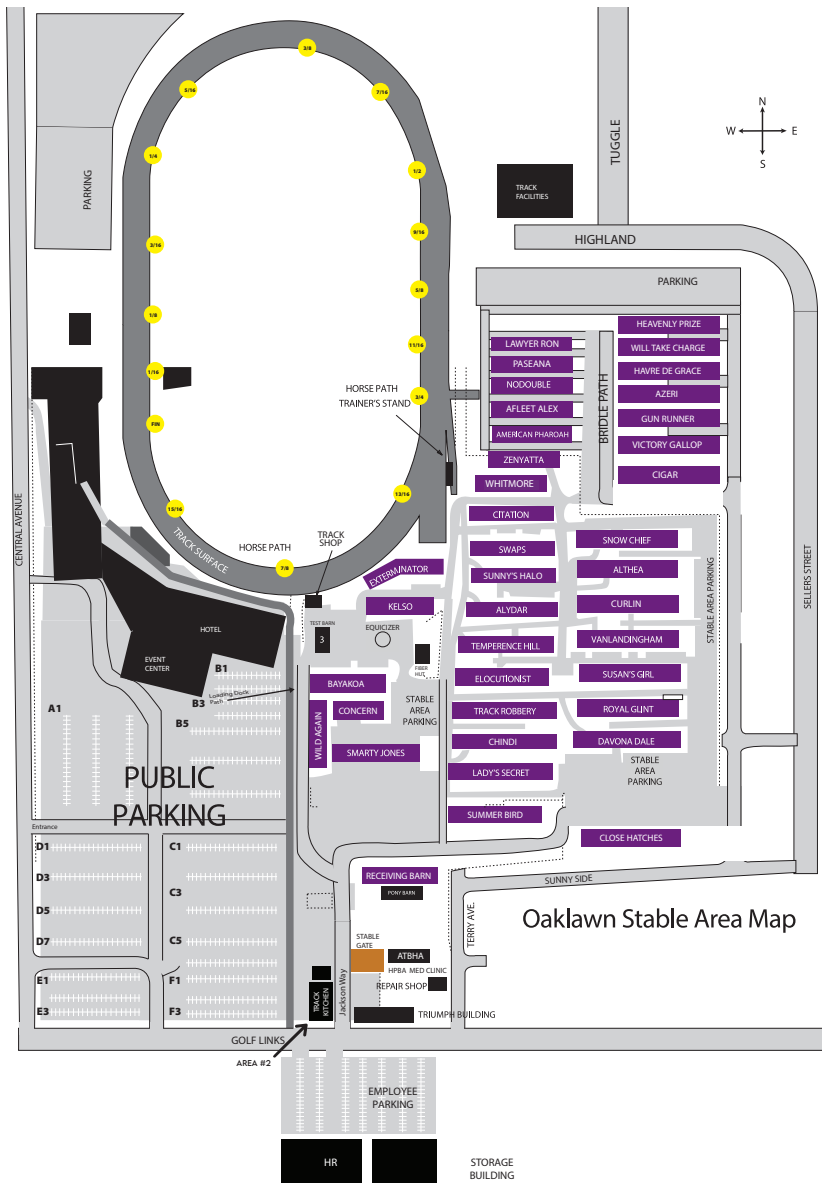 3/8
5/16
7/16
N
W
E
S
TUGGLE
1/4
1/2
PARKING
TRACK
FACILITIES
9/16
3/16
HIGHLAND
PARKING
5/8
1/8
HEAVENLY PRIZE
LAWYER RON
WILL TAKE CHARGE
11/16
PASEANA
HAVRE DE GRACE
1/16
NODOUBLE
HORSE PATH
TRAINER'S STAND
3/4
AZERI
AFLEET ALEX
BRIDLE PATH
GUN RUNNER
FIN
AMERICAN PHAROAH
VICTORY GALLOP
ZENYATTA
CIGAR
WHITMORE
13/16
15/16
CITATION
CENTRAL AVENUE
TRACK SURFACE
HORSE PATH
TRACK
SHOP
SNOW CHIEF
SWAPS
7/8
EXTERMINATOR
ALTHEA
SUNNY'S HALO
SELLERS STREET
STABLE AREA PARKING
KELSO
CURLIN
ALYDAR
TEST BARN
3
EQUICIZER
HOTEL
VANLANDINGHAM
TEMPERENCE HILL
EVENT
CENTER
B1
FIBER
HUT
SUSAN'S GIRL
ELOCUTIONIST
BAYAKOA
Loading Dock
Path
B3
A1
STABLE
AREA
PARKING
CONCERN
TRACK ROBBERY
ROYAL GLINT
B5
WILD AGAIN
CHINDI
DAVONA DALE
SMARTY JONES
STABLE
AREA
PARKING
LADY'S SECRET
PUBLIC
PARKING
SUMMER BIRD
Entrance
CLOSE HATCHES
D1
C1
D3
RECEIVING BARN
SUNNY SIDE
C3
PONY BARN
D5
TERRY AVE.
Oaklawn Stable Area Map
D7
C5
STABLE
GATE
ATBHA
HPBA MED CLINIC
E1
F1
REPAIR SHOP
TRACK
KITCHEN
Jackson Way
E3
F3
TRIUMPH BUILDING
GOLF LINKS
AREA #2
EMPLOYEE
PARKING
HR
STORAGE
BUILDING